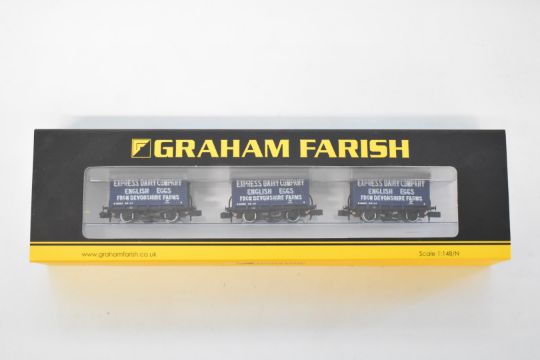 GRAHAM FARISH
EXPRESS DAIRY COMPANY
ENGLISH EGGS
FROM DEVONSHIRE FARMS
EXPRESS DAIRY COMPANY
ENGLISH EGGS
FROM DEVONSHIRE FARMS
EXPRESS DAIRY COMPANY
ENGLISH EGGS
FROM DEVONSHIRE FARMS
www.grahamfarish.co.uk
Scale 1:148/N